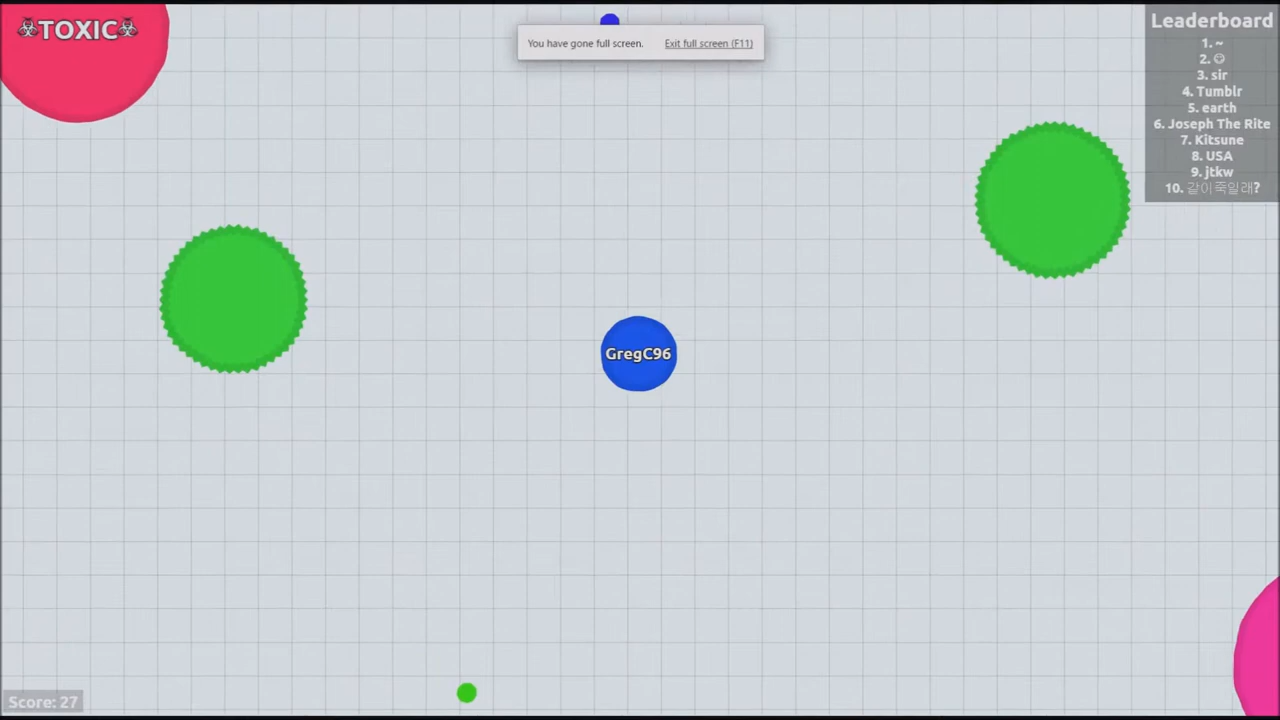 ☣TOXIC☣
You have gone full screen. Exit full screen (F11)
Leaderboard
1. ~
2. ☺
3. sir
4. Tumblr
5. earth
6. Joseph The Rite
7. Kitsune
8. USA
9. jtkw
10. 같이죽일래?
GregC96
Score: 27